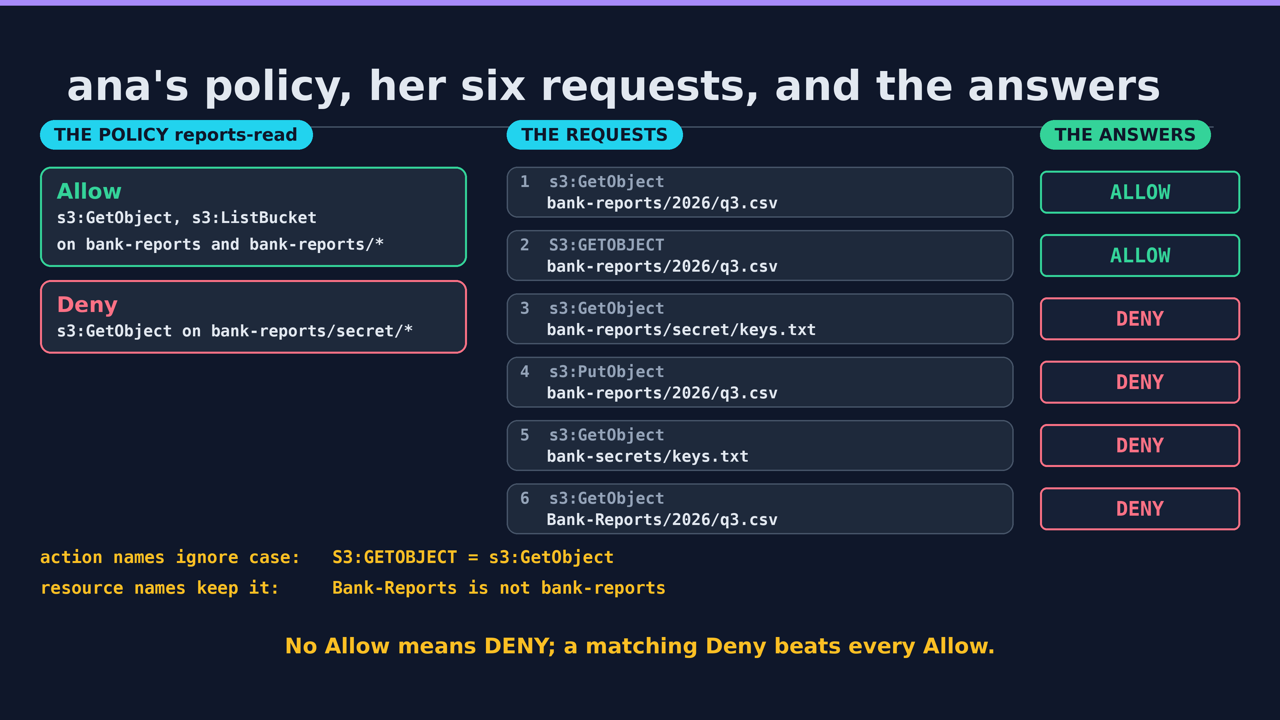 ana's policy, her six requests, and the answers
THE POLICY reports-read
Allow
s3:GetObject, s3:ListBucket
on bank-reports and bank-reports/*
Deny
s3:GetObject on bank-reports/secret/*
THE REQUESTS
1 s3:GetObject
bank-reports/2026/q3.csv
2 S3:GETOBJECT
bank-reports/2026/q3.csv
3 s3:GetObject
bank-reports/secret/keys.txt
4 s3:PutObject
bank-reports/2026/q3.csv
5 s3:GetObject
bank-secrets/keys.txt
6 s3:GetObject
Bank-Reports/2026/q3.csv
THE ANSWERS
ALLOW
ALLOW
DENY
DENY
DENY
DENY
action names ignore case: S3:GETOBJECT = s3:GetObject
resource names keep it: Bank-Reports is not bank-reports
No Allow means DENY; a matching Deny beats every Allow.